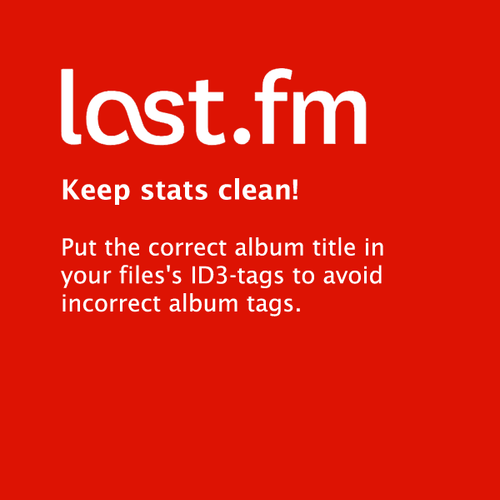 last.fm
Keep stats clean!
Put the correct album title in
your files's ID3-tags to avoid
incorrect album tags.